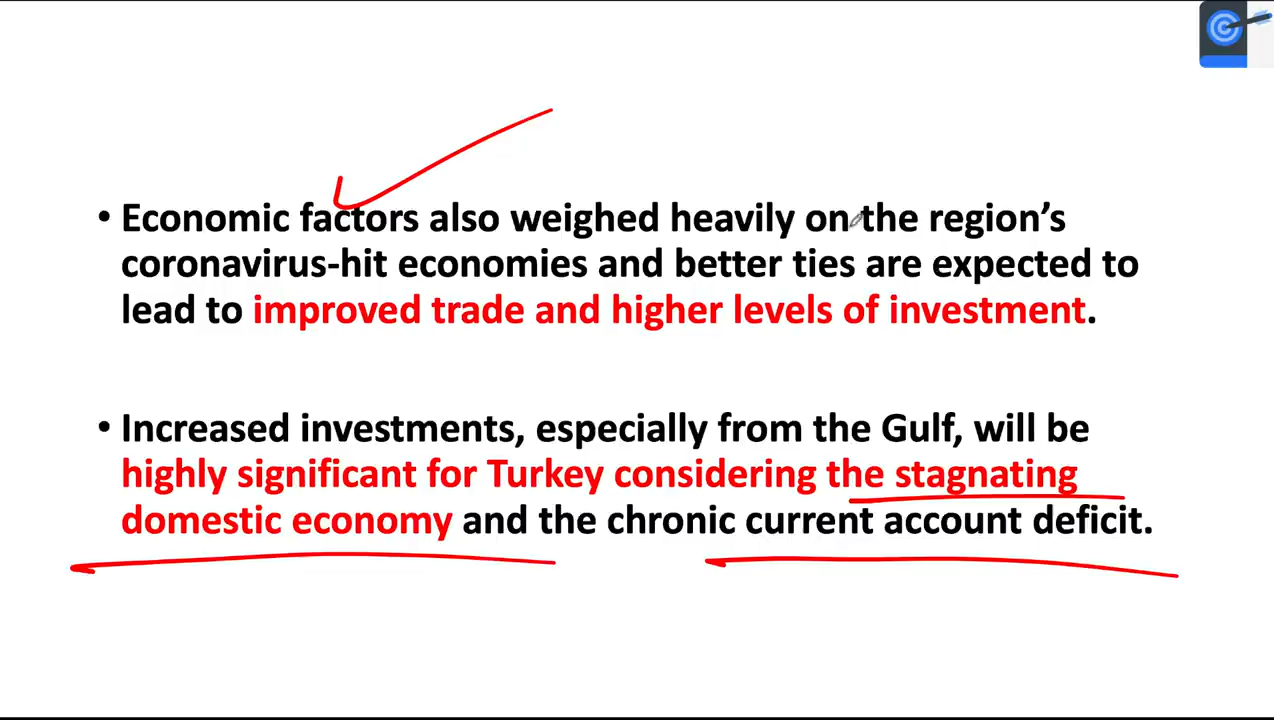 • Economic factors also weighed heavily on the region’s
coronavirus-hit economies and better ties are expected to
lead to improved trade and higher levels of investment.
• Increased investments, especially from the Gulf, will be
highly significant for Turkey considering the stagnating
domestic economy and the chronic current account deficit.